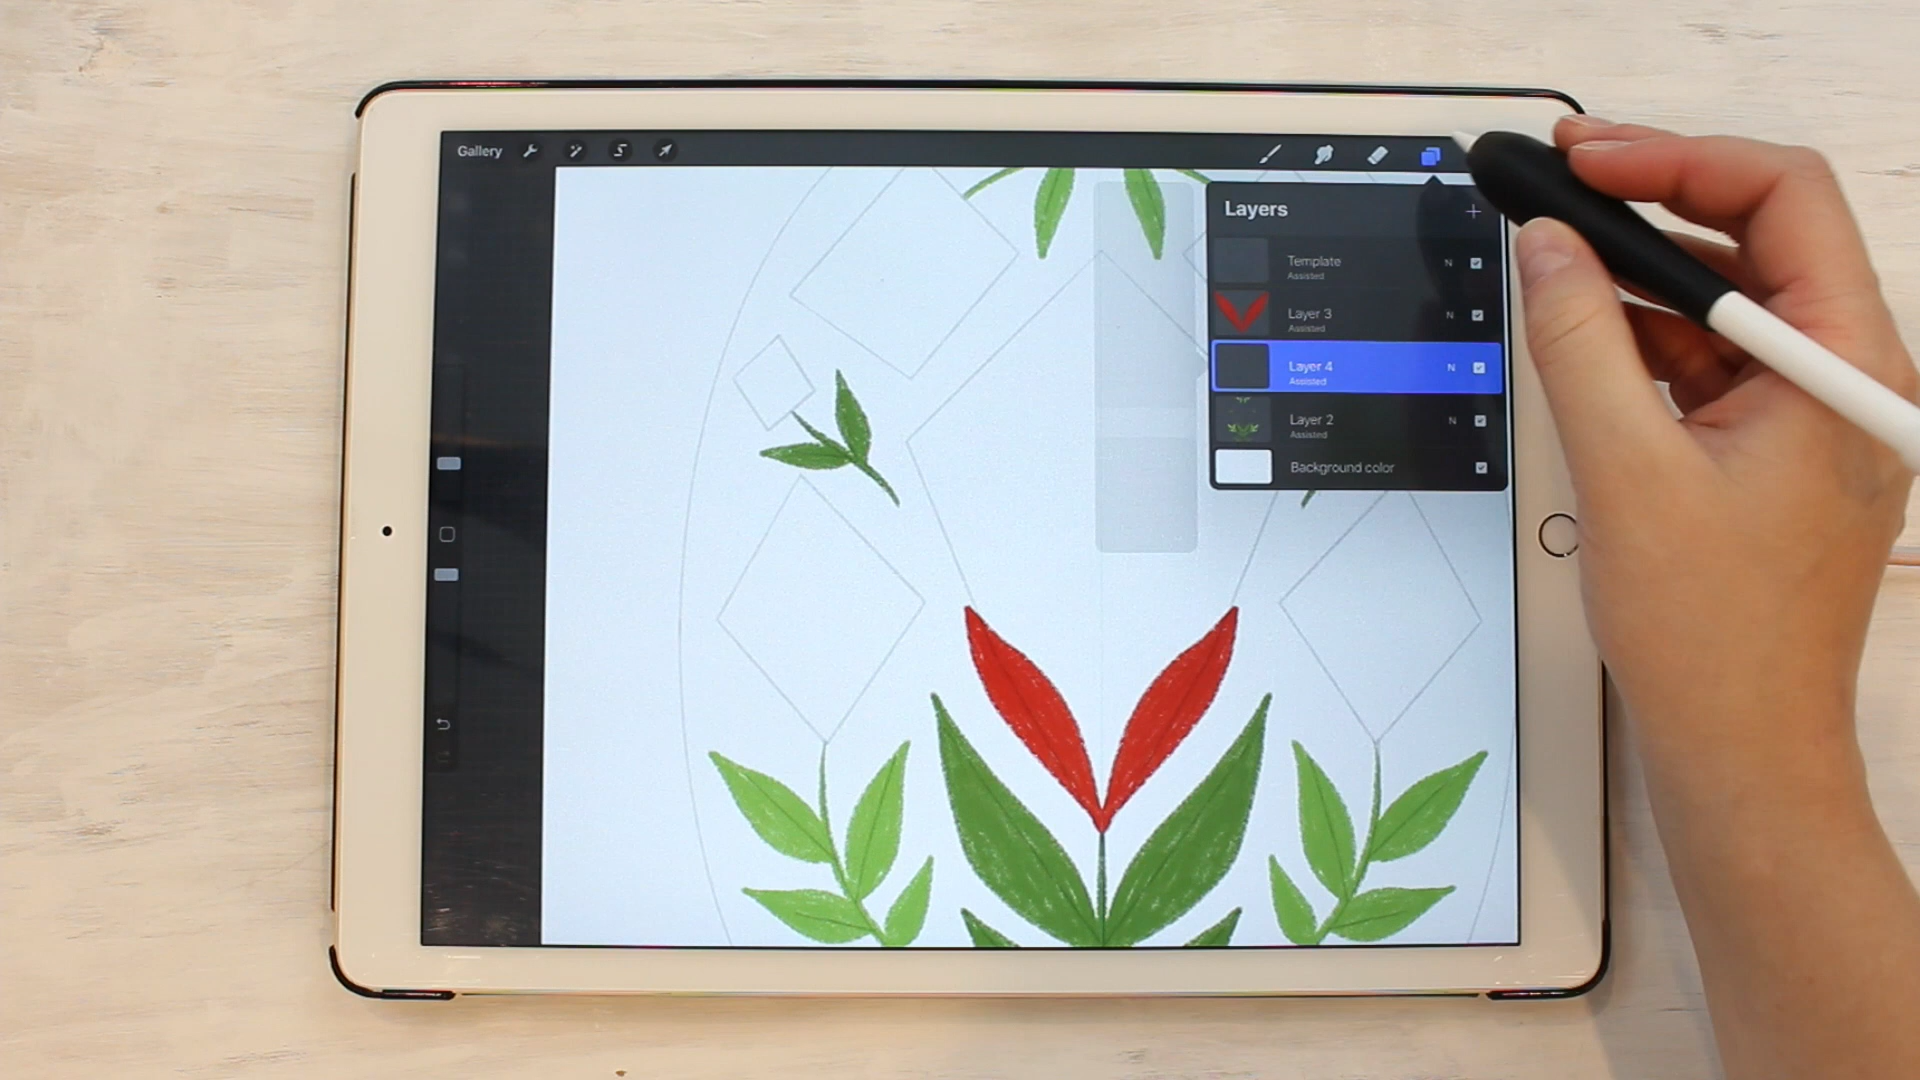 Gallery
Layers
Template
N
Assisted
Layer 3
N
Assisted
Layer 4
N
Assisted
Layer 2
N
Assisted
Background color